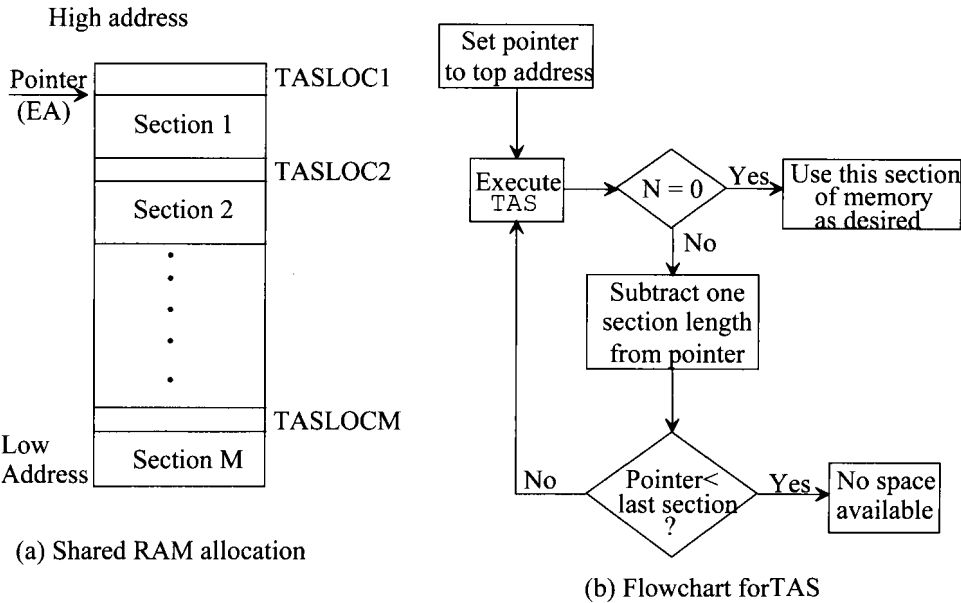 High address
Pointer
(EA)
TASLOC1
Section 1
TASLOC2
Section 2
TASLOCM
Low
Address
Section M
(a) Shared RAM allocation
Set pointer
to top address
Execute
TAS
N = 0
Yes
Use this section
of memory
as desired
No
Subtract one
section length
from pointer
Pointer<
last section
?
No
Yes
No space
available
(b) Flowchart forTAS